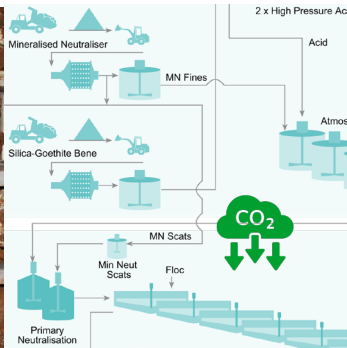 2 x High Pressure Ac
Mineralised Neutraliser
Acid
MN Fines
Atmos
Silica-Goethite Bene
CO₂
MN Scats
Min Neut
Scats
Floc
Primary
Neutralisation